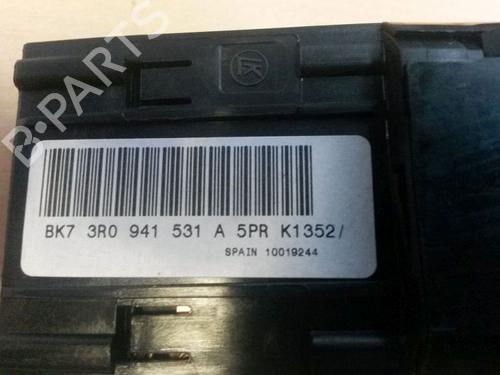 B-PARTS
BK7 3R0 941 531 A 5PR K1352/
SPAIN 10019244